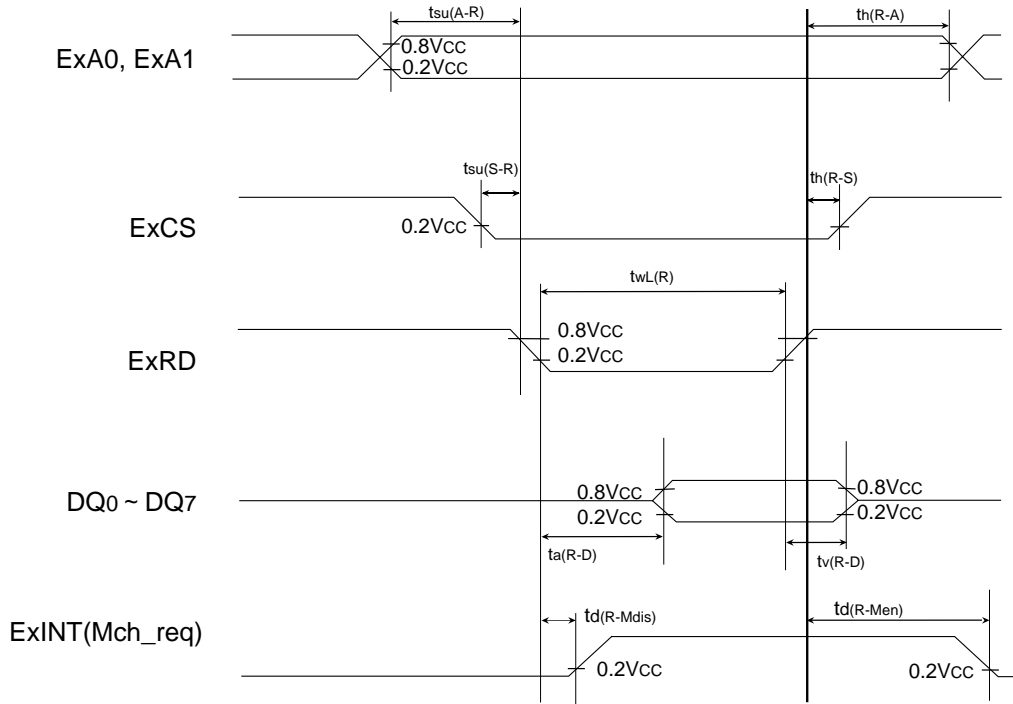 tsu(A-R)
th(R-A)
ExA0, ExA1
0.8VCC
0.2VCC
tsu(S-R)
th(R-S)
ExCS
0.2VCC
twL(R)
ExRD
0.8VCC
0.2VCC
DQ0 ~ DQ7
0.8VCC
0.8VCC
0.2VCC
0.2VCC
ta(R-D)
tv(R-D)
ExINT(Mch_req)
td(R-Mdis)
td(R-Men)
0.2VCC
0.2VCC